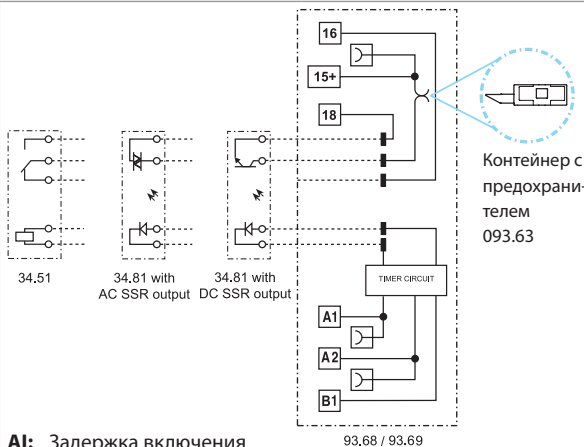 16
15+
18
Контейнер с
предохрани-
телем
093.63
34.51
34.81 with
AC SSR output
34.81 with
DC SSR output
TIMER CIRCUIT
A1
A2
B1
93.68 / 93.69
AI: Задержка включения